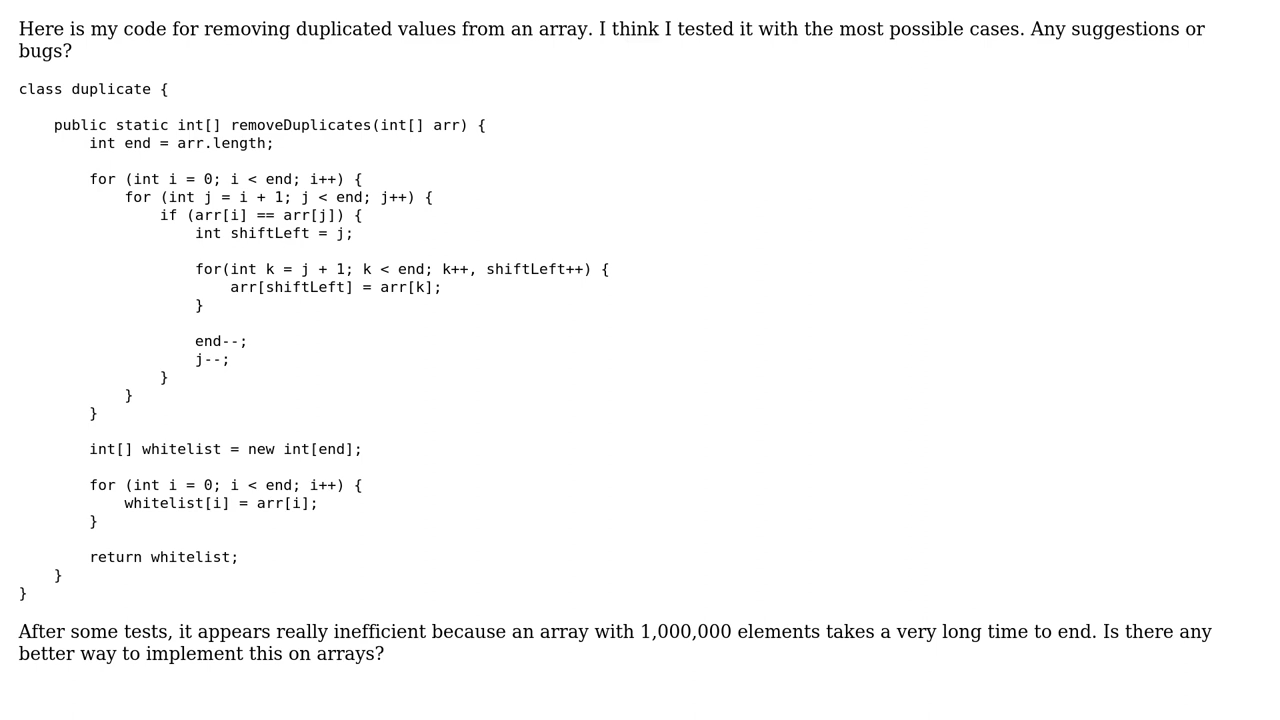 Here is my code for removing duplicated values from an array. I think I tested it with the most possible cases. Any suggestions or
bugs?
class duplicate {
    public static int[] removeDuplicates(int[] arr) {
        int end = arr.length;
        for (int i = 0; i < end; i++) {
            for (int j = i + 1; j < end; j++) {
                if (arr[i] == arr[j]) {
                    int shiftLeft = j;
                    for(int k = j + 1; k < end; k++, shiftLeft++) {
                        arr[shiftLeft] = arr[k];
                    }
                    end--;
                    j--;
                }
            }
        }
        int[] whitelist = new int[end];
        for (int i = 0; i < end; i++) {
            whitelist[i] = arr[i];
        }
        return whitelist;
    }
}
After some tests, it appears really inefficient because an array with 1,000,000 elements takes a very long time to end. Is there any
better way to implement this on arrays?